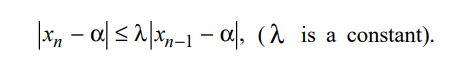 |xₙ − α| ≤ λ|xₙ₋₁ − α|, (λ is a constant).